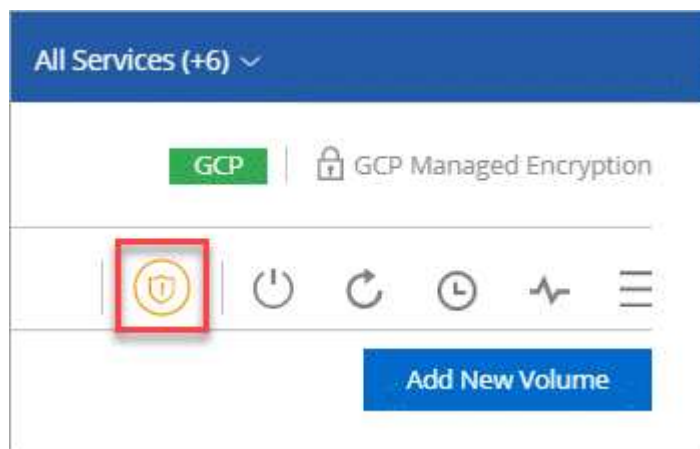 All Services (+6)
GCP
GCP Managed Encryption
Add New Volume